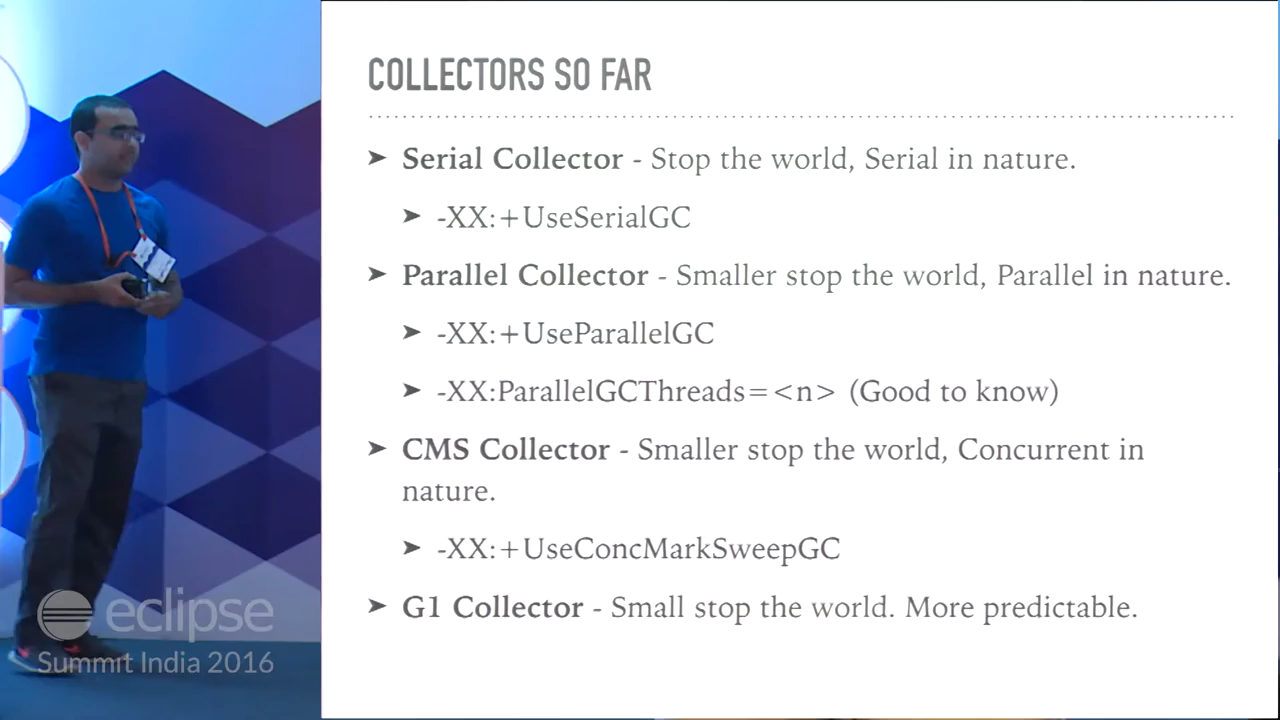 COLLECTORS SO FAR
➤ Serial Collector - Stop the world, Serial in nature.
➤ -XX:+UseSerialGC
➤ Parallel Collector - Smaller stop the world, Parallel in nature.
➤ -XX:+UseParallelGC
➤ -XX:ParallelGCThreads=<n> (Good to know)
➤ CMS Collector - Smaller stop the world, Concurrent in
nature.
➤ -XX:+UseConcMarkSweepGC
➤ G1 Collector - Small stop the world. More predictable.
eclipse
Summit India 2016